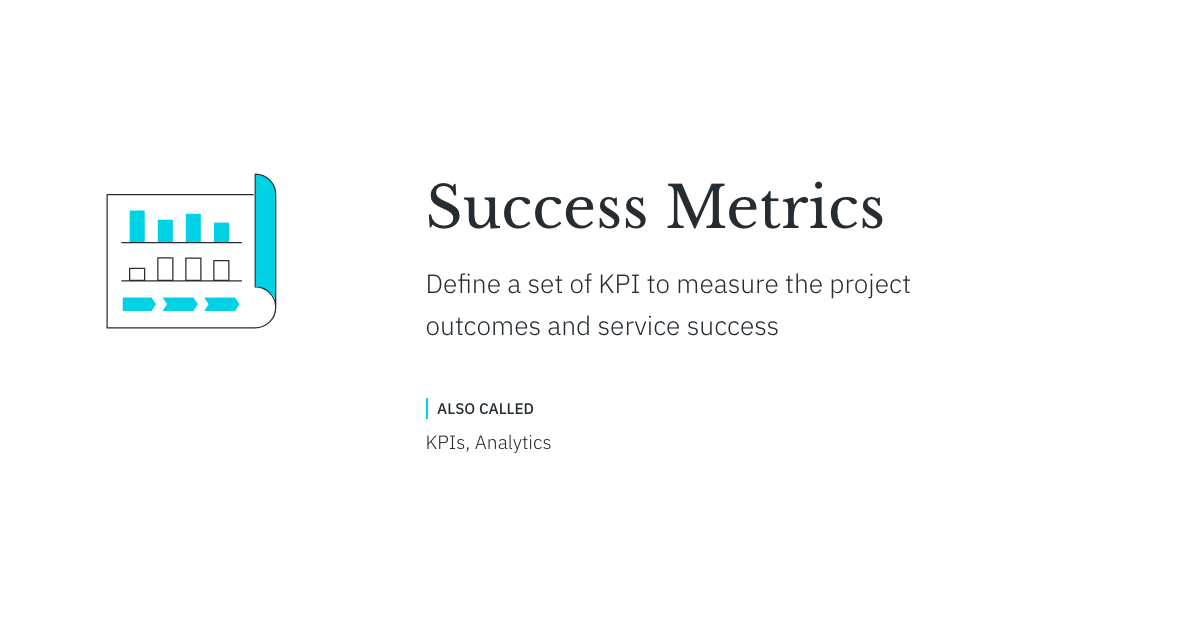 Success Metrics
Define a set of KPI to measure the project
outcomes and service success
ALSO CALLED
KPIs, Analytics